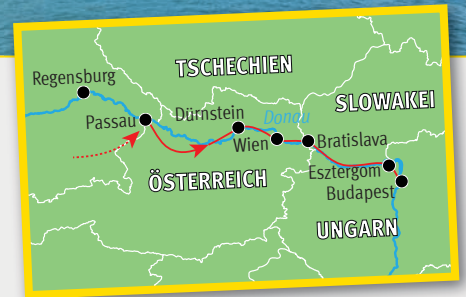 TSCHECHIEN
Regensburg
SLOWAKEI
Passau
Dürnstein
Donau
Wien
Bratislava
ÖSTERREICH
Esztergom
Budapest
UNGARN